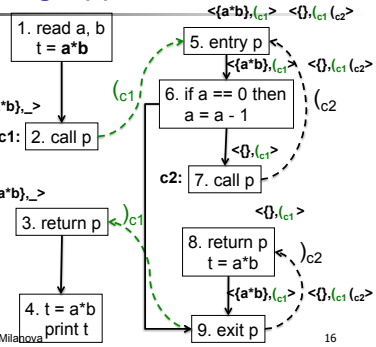 <{a*b},(c1> <{},(c1(c2>
1. read a, b
t = a*b
5. entry p
<{a*b},(c1> <{},(c1(c2>
(c1
6. if a == 0 then
a = a - 1
(c2
*b},_>
c1: 2. call p
<{},(c1>
c2: 7. call p
a*b},_>
3. return p
)c1
<{},(c1>
8. return p
t = a*b
)c2
<{a*b},(c1> <{},(c1(c2>
4. t = a*b
print t
9. exit p
Milanova
16